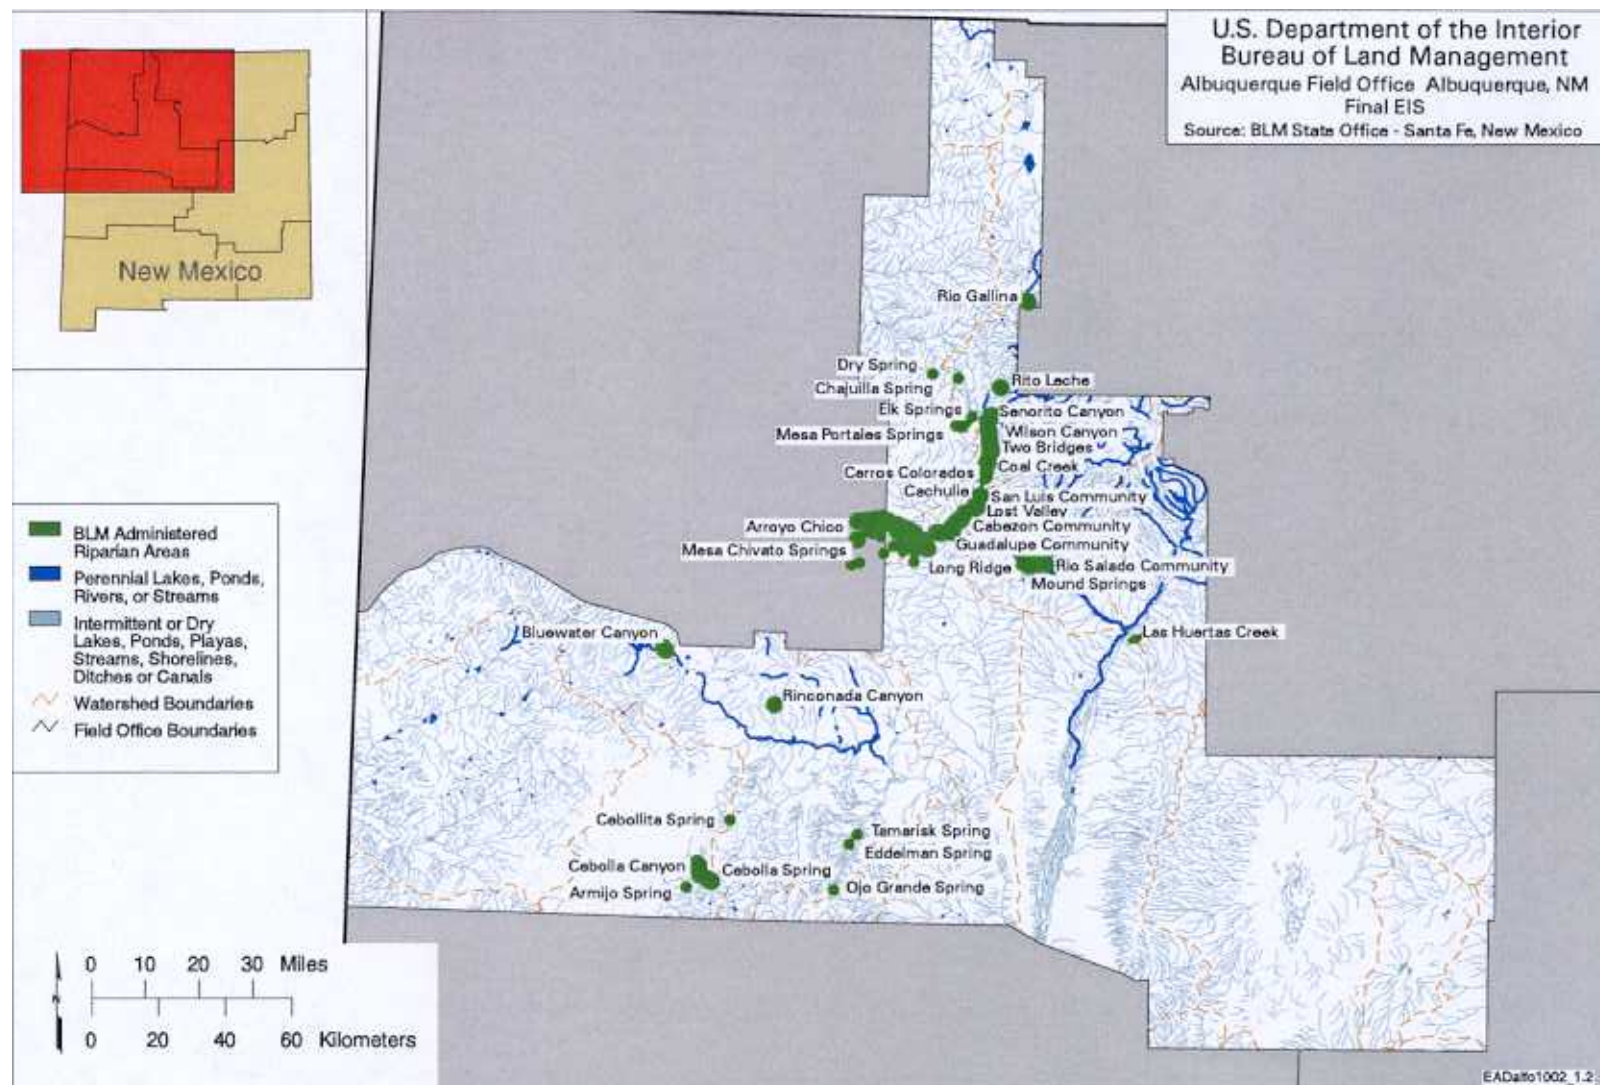 U.S. Department of the Interior
Bureau of Land Management
Albuquerque Field Office Albuquerque, NM
Final EIS
Source: BLM State Office - Santa Fe, New Mexico
New Mexico
Rio Gallina
Dry Spring
Chajuilla Spring
Rito Leche
Elk Springs
Senorito Canyon
Mesa Portales Springs
Wilson Canyon
Two Bridges
Cerros Colorados
Coal Creek
Cachulie
San Luis Community
Lost Valley
Arroyo Chico
Cabezon Community
Mesa Chivato Springs
Guadalupe Community
Long Ridge
Rio Salado Community
Mound Springs
Bluewater Canyon
Las Huertas Creek
Rinconada Canyon
Cebollita Spring
Tamarisk Spring
Eddelman Spring
Cebolla Canyon
Cebolla Spring
Armijo Spring
Ojo Grande Spring
BLM Administered
Riparian Areas
Perennial Lakes, Ponds,
Rivers, or Streams
Intermittent or Dry
Lakes, Ponds, Playas,
Streams, Shorelines,
Ditches or Canals
Watershed Boundaries
Field Office Boundaries
N
0 10 20 30 Miles
0 20 40 60 Kilometers